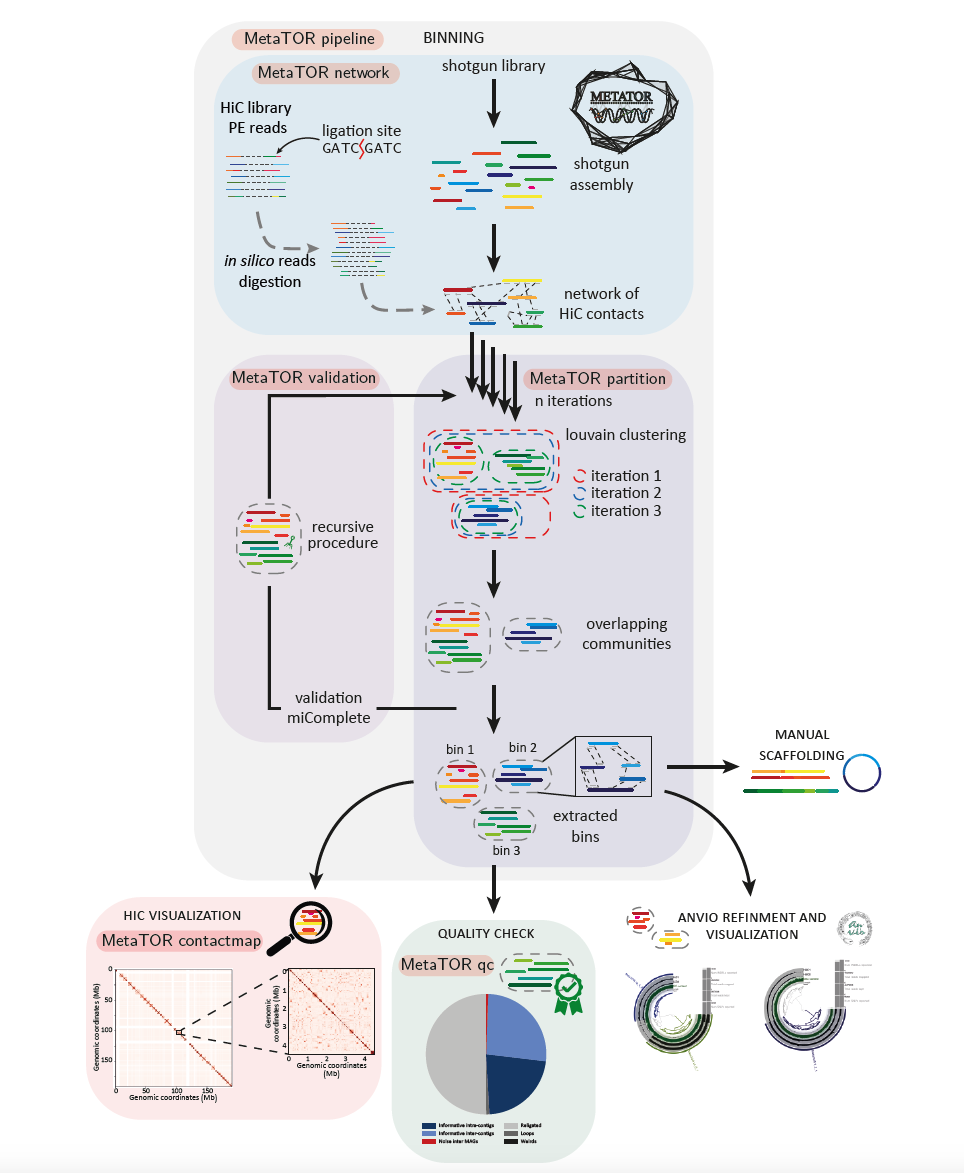 MetaTOR pipeline
BINNING
MetaTOR network
shotgun library
HiC library
PE reads
ligation site
GATC GATC
METATOR
shotgun
assembly
in silico reads
digestion
network of
HiC contacts
MetaTOR validation
MetaTOR partition
n iterations
louvain clustering
iteration 1
iteration 2
iteration 3
recursive
procedure
overlapping
communities
validation
miComplete
bin 1
bin 2
bin 3
extracted
bins
MANUAL
SCAFFOLDING
HIC VISUALIZATION
MetaTOR contactmap
Genomic coordinates (Mb)
0
50
100
150
0 50 100 150
Genomic coordinates (Mb)
Genomic
coordinates (Mb)
0
1
2
3
4
0 1 2 3 4
Genomic coordinates
(Mb)
QUALITY CHECK
MetaTOR qc
Informative intra-contigs
Informative inter-contigs
Noise inter MAGs
Religated
Loops
Weirds
ANVIO REFINMENT AND
VISUALIZATION